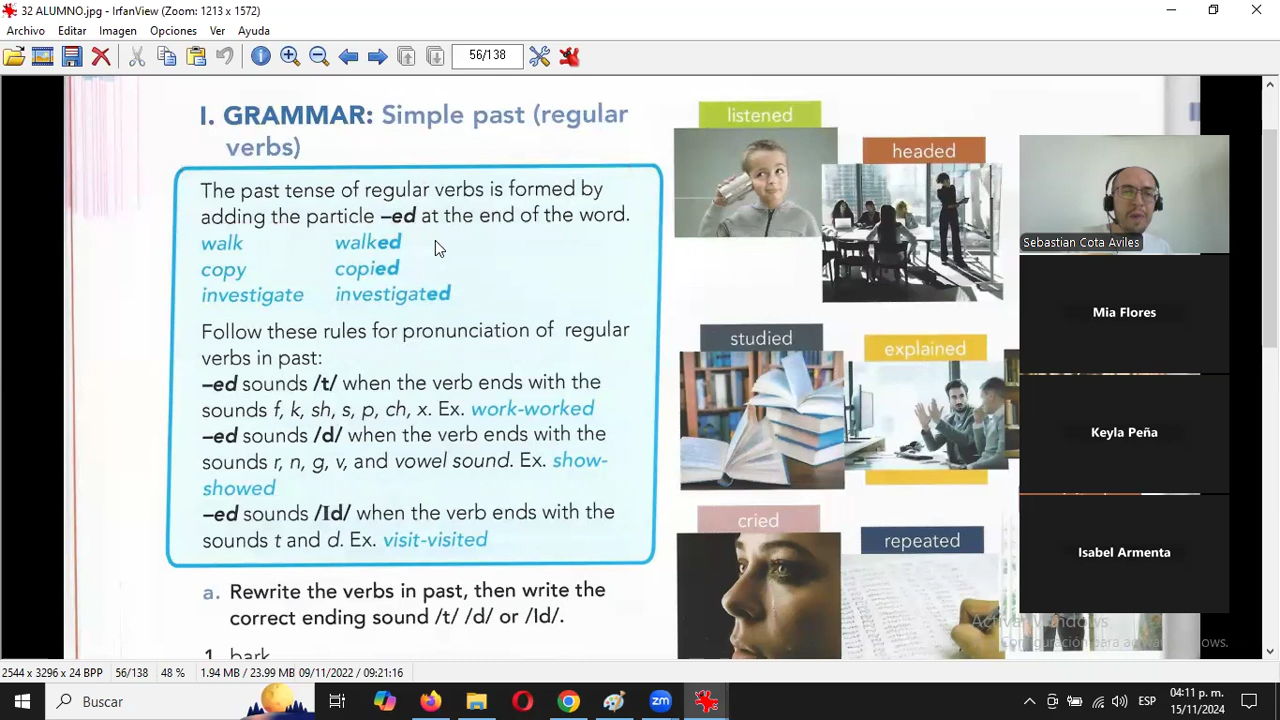 32 ALUMNO.jpg - IrfanView (Zoom: 1213 x 1572)
Archivo Editar Imagen Opciones Ver Ayuda
56/138
I. GRAMMAR: Simple past (regular
verbs)
The past tense of regular verbs is formed by
adding the particle –ed at the end of the word.
walk walked
copy copied
investigate investigated
Follow these rules for pronunciation of regular
verbs in past:
–ed sounds /t/ when the verb ends with the
sounds f, k, sh, s, p, ch, x. Ex. work-worked
–ed sounds /d/ when the verb ends with the
sounds r, n, g, v, and vowel sound. Ex. show-
showed
–ed sounds /Id/ when the verb ends with the
sounds t and d. Ex. visit-visited
a. Rewrite the verbs in past, then write the
correct ending sound /t/ /d/ or /Id/.
1. bark
listened
headed
studied
explained
cried
repeated
Sebastian Cota Aviles
Mia Flores
Keyla Peña
Isabel Armenta
2544 x 3296 x 24 BPP 56/138 48 % 1.94 MB / 23.99 MB 09/11/2022 / 09:21:16
Buscar
ESP
04:11 p. m.
15/11/2024